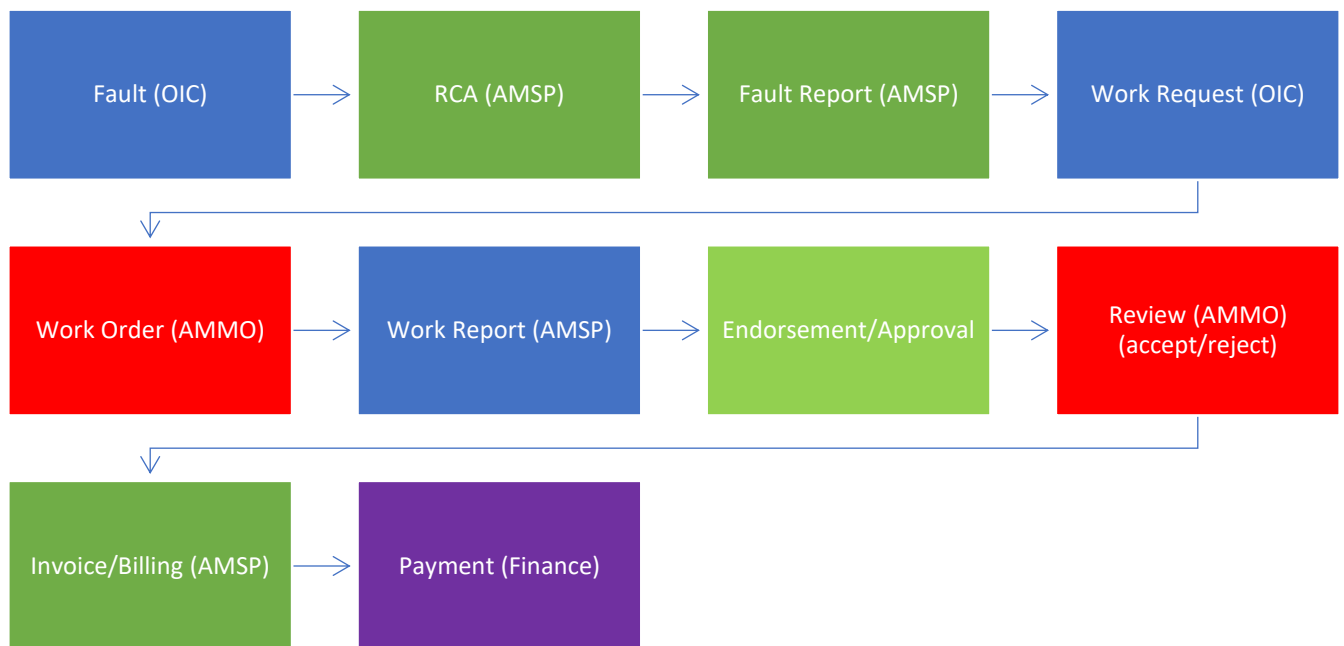 Fault (OIC)
RCA (AMSP)
Fault Report (AMSP)
Work Request (OIC)
Work Order (AMMO)
Work Report (AMSP)
Endorsement/Approval
Review (AMMO)
(accept/reject)
Invoice/Billing (AMSP)
Payment (Finance)